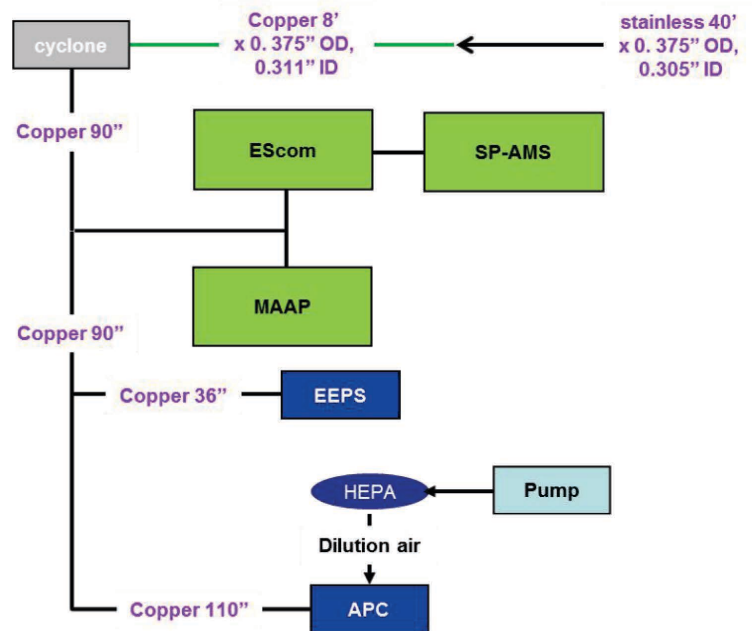 cyclone
Copper 8’
x 0. 375” OD,
0.311” ID
stainless 40’
x 0. 375” OD,
0.305” ID
Copper 90”
EScom
SP-AMS
MAAP
Copper 90”
Copper 36”
EEPS
HEPA
Pump
Dilution air
Copper 110”
APC